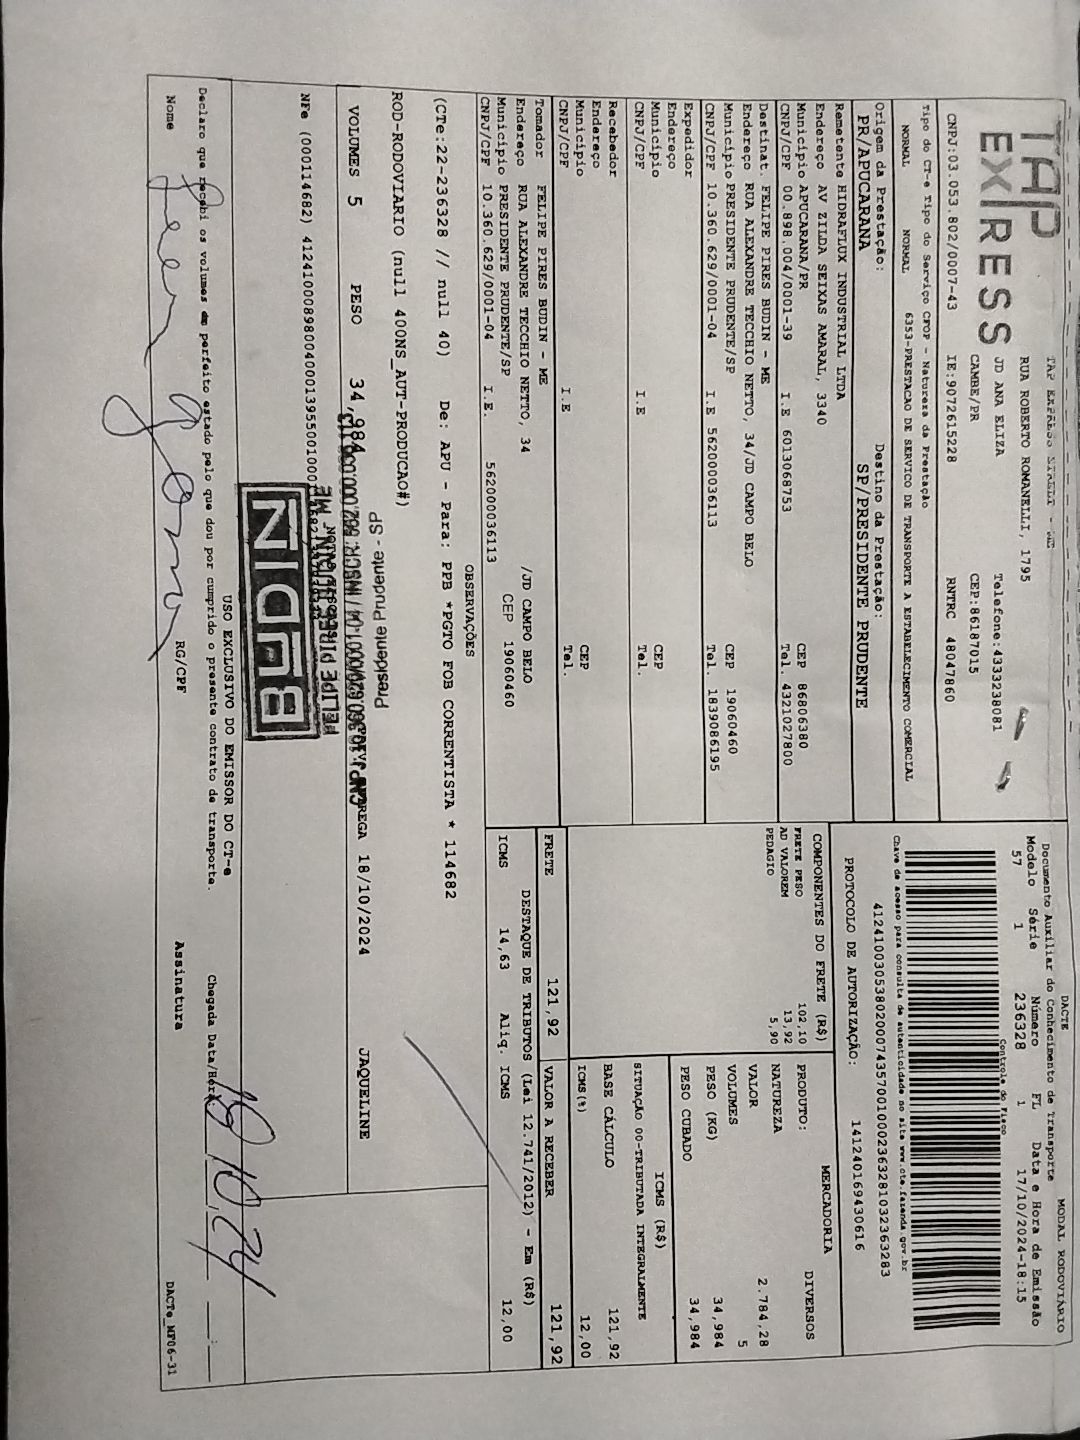 TAP
EXPRESS
RUA ROBERTO ROMANELLI, 1795
JD ANA ELIZA
CAMBE/PR
Telefone:4333238081
CEP:86187015
CNPJ:03.053.802/0007-43 IE:9072615228 RNTRC 48047860
Tipo do CT-e Tipo do Serviço CFOP - Natureza da Prestação
NORMAL NORMAL 6353-PRESTACAO DE SERVICO DE TRANSPORTE A ESTABELECIMENTO COMERCIAL
Origem da Prestação: Destino da Prestação:
PR/APUCARANA SP/PRESIDENTE PRUDENTE
Remetente HIDRAFLUX INDUSTRIAL LTDA
Endereço AV ZILDA SEIXAS AMARAL, 3340
Município APUCARANA/PR CEP 86806380
CNPJ/CPF 00.898.004/0001-39 I.E 6013068753 Tel. 4321027800
Destinat. FELIPE PIRES BUDIN - ME
Endereço RUA ALEXANDRE TECCHIO NETTO, 34/JD CAMPO BELO
Município PRESIDENTE PRUDENTE/SP CEP 19060460
CNPJ/CPF 10.360.629/0001-04 I.E 562000036113 Tel. 1839086195
Expedidor
Endereço
Município CEP
CNPJ/CPF I.E Tel.
Recebedor
Endereço
Município CEP
CNPJ/CPF I.E Tel.
Tomador FELIPE PIRES BUDIN - ME
Endereço RUA ALEXANDRE TECCHIO NETTO, 34 /JD CAMPO BELO
Município PRESIDENTE PRUDENTE/SP CEP 19060460
CNPJ/CPF 10.360.629/0001-04 I.E. 562000036113
DACTE MODAL RODOVIÁRIO
Documento Auxiliar do Conhecimento de Transporte
Modelo Série Número FL Data e Hora de Emissão
57 1 236328 1 17/10/2024-18:15
Controle do Fisco
Chave de acesso para consulta de autenticidade no site www.cte.fazenda.gov.br
41241003053802000743570010002363281032363283
PROTOCOLO DE AUTORIZAÇÃO: 141240169430616
COMPONENTES DO FRETE (R$)
FRETE PESO 102,10
AD VALOREM 13,92
PEDAGIO 5,90
MERCADORIA
PRODUTO: DIVERSOS
NATUREZA
VALOR 2.784,28
VOLUMES 5
PESO (KG) 34,984
PESO CUBADO 34,984
ICMS (R$)
SITUAÇÃO 00-TRIBUTADA INTEGRALMENTE
BASE CÁLCULO 121,92
ICMS(%) 12,00
FRETE 121,92 VALOR A RECEBER 121,92
DESTAQUE DE TRIBUTOS (Lei 12.741/2012) - Em (R$)
ICMS 14,63 Aliq. ICMS 12,00
OBSERVAÇÕES
(CTe:22-236328 // null 40) De: APU - Para: PPB *PGTO FOB CORRENTISTA * 114682
ROD-RODOVIARIO (null 400NS_AUT-PRODUCAO#)
VOLUMES 5 PESO 34,984 18/10/2024 JAQUELINE
Presidente Prudente - SP
CNPJ 10.360.629/0001-04 / INSCR. 562.000.036.113
FELIPE PIRES BUDIN - ME
BUDIN
USO EXCLUSIVO DO EMISSOR DO CT-e
Declaro que recebi os volumes em perfeito estado pelo que dou por cumprido o presente contrato de transporte.
Chegada Data/Hora: 18 10 24
Nome RG/CPF Assinatura
DACTe_MF06-31